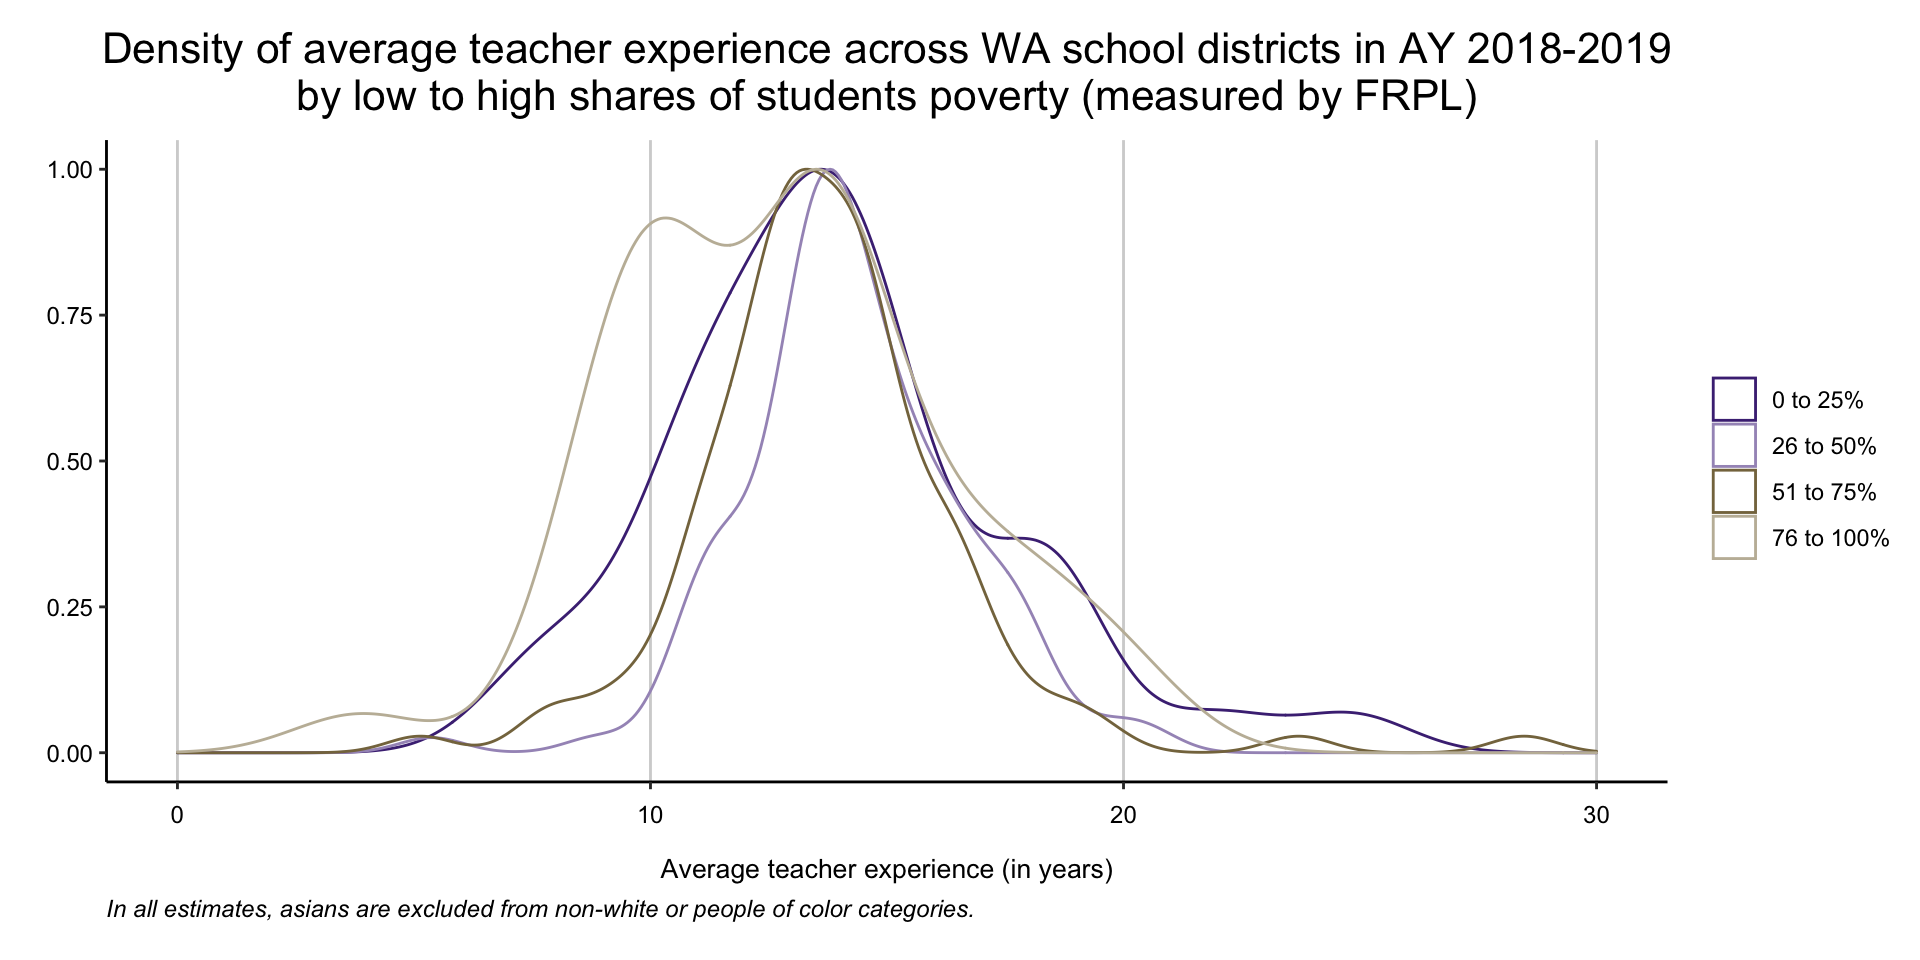 Density of average teacher experience across WA school districts in AY 2018-2019
by low to high shares of students poverty (measured by FRPL)
1.00
0.75
0.50
0.25
0.00
0 to 25%
26 to 50%
51 to 75%
76 to 100%
0 10 20 30
Average teacher experience (in years)
In all estimates, asians are excluded from non-white or people of color categories.